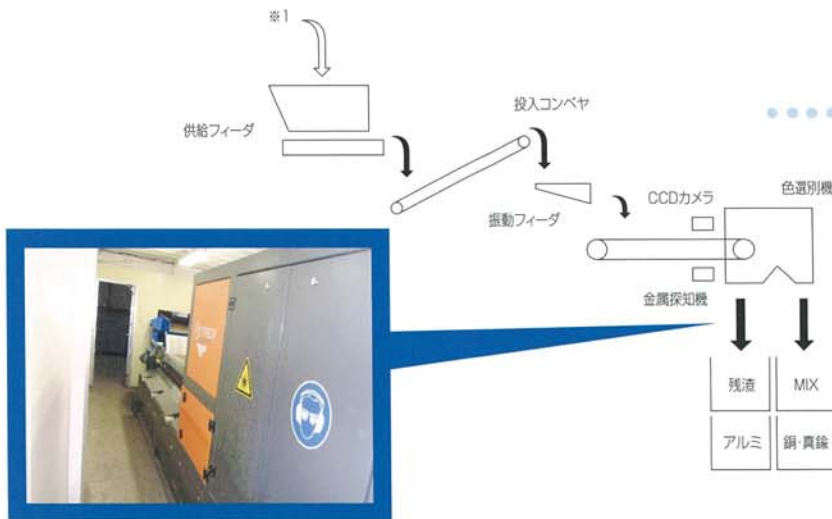 ※1
供給フィーダ
投入コンベヤ
振動フィーダ
CCDカメラ
色選別機
金属探知機
残渣
MIX
アルミ
銅・真鍮